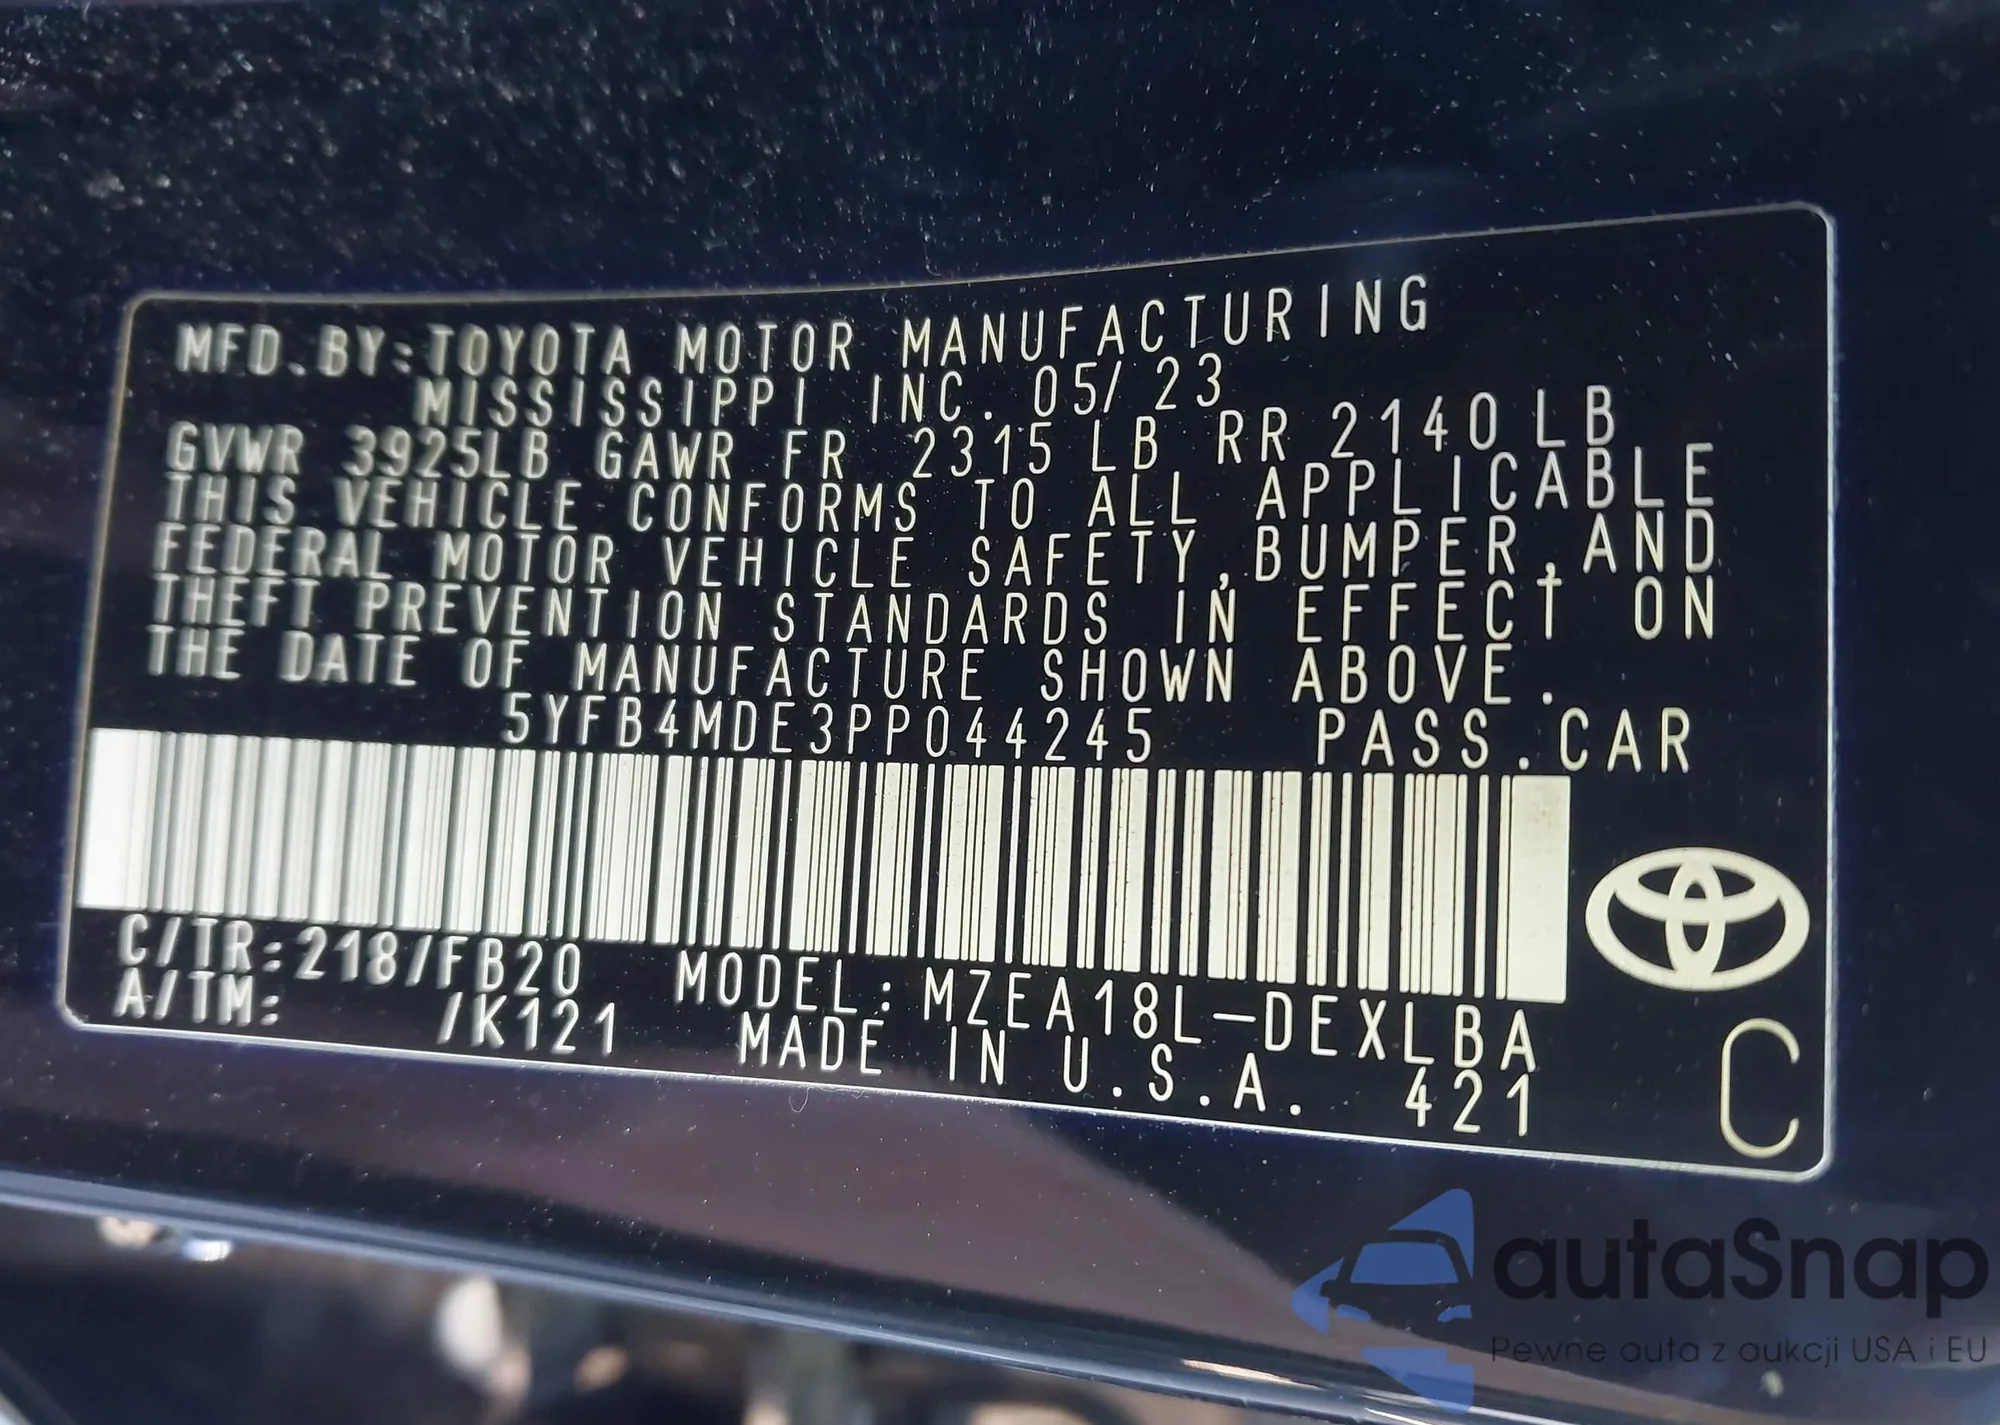 MFD.BY:TOYOTA MOTOR MANUFACTURING
MISSISSIPPI INC. 05/23
GVWR 3925LB GAWR FR 2315 LB RR 2140LB
THIS VEHICLE CONFORMS TO ALL APPLICABLE
FEDERAL MOTOR VEHICLE SAFETY,BUMPER,AND
THEFT PREVENTION STANDARDS IN EFFECT ON
THE DATE OF MANUFACTURE SHOWN ABOVE.
5YFB4MDE3PP044245 PASS.CAR
C/TR:218/FB20 MODEL:MZEA18L-DEXLBA
A/TM: /K121 MADE IN U.S.A. 421
C
autaSnap
Pewne auta z aukcji USA i EU